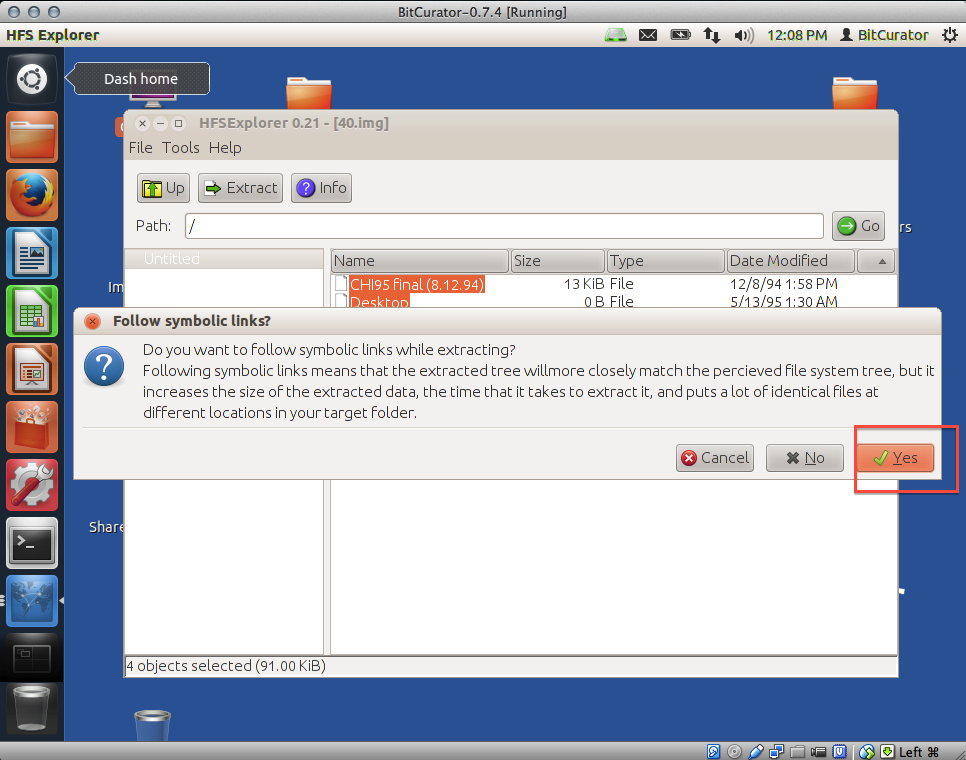 BitCurator-0.7.4 [Running]
HFS Explorer
12:08 PM
BitCurator
Dash home
HFSExplorer 0.21 - [40.img]
File Tools Help
Up
Extract
Info
Path: /
Go
rs
Untitled
Name Size Type Date Modified
Im
CHI95 final (8.12.94) 13 KiB File 12/8/94 1:58 PM
Desktop 0 B File 5/13/95 1:30 AM
Follow symbolic links?
Do you want to follow symbolic links while extracting?
Following symbolic links means that the extracted tree willmore closely match the percieved file system tree, but it
increases the size of the extracted data, the time that it takes to extract it, and puts a lot of identical files at
different locations in your target folder.
Cancel
No
Yes
Share
4 objects selected (91.00 KiB)
Left ⌘